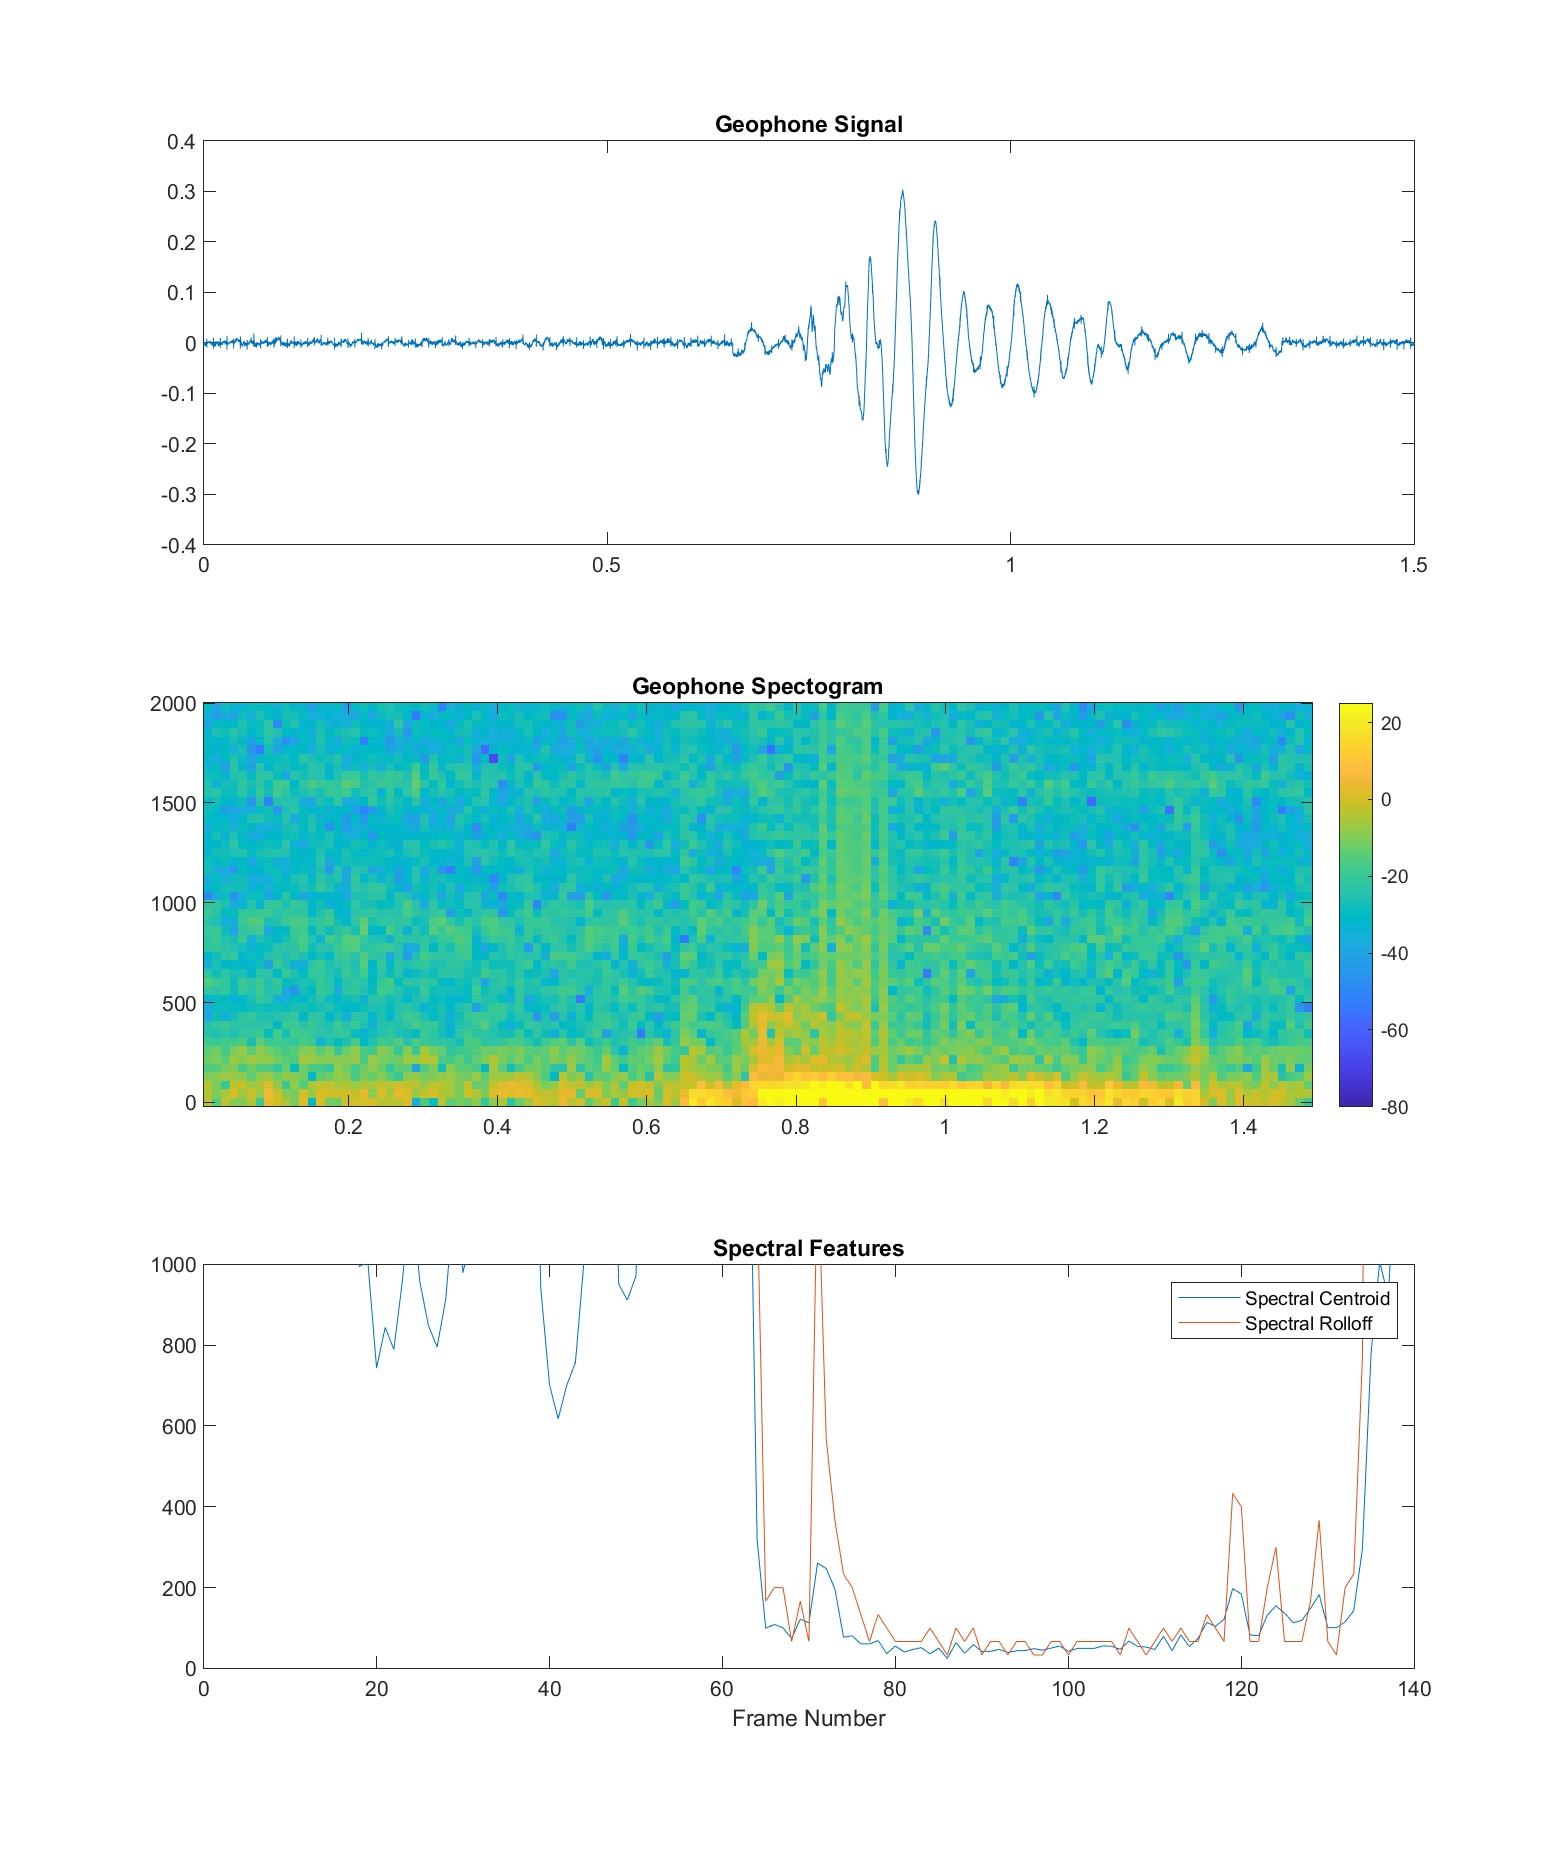 Geophone Signal
0.4
0.3
0.2
0.1
0
-0.1
-0.2
-0.3
-0.4
0 0.5 1 1.5
Geophone Spectogram
2000
1500
1000
500
0
0.2 0.4 0.6 0.8 1 1.2 1.4
20
0
-20
-40
-60
-80
Spectral Features
1000
800
600
400
200
0
Spectral Centroid
Spectral Rolloff
0 20 40 60 80 100 120 140
Frame Number